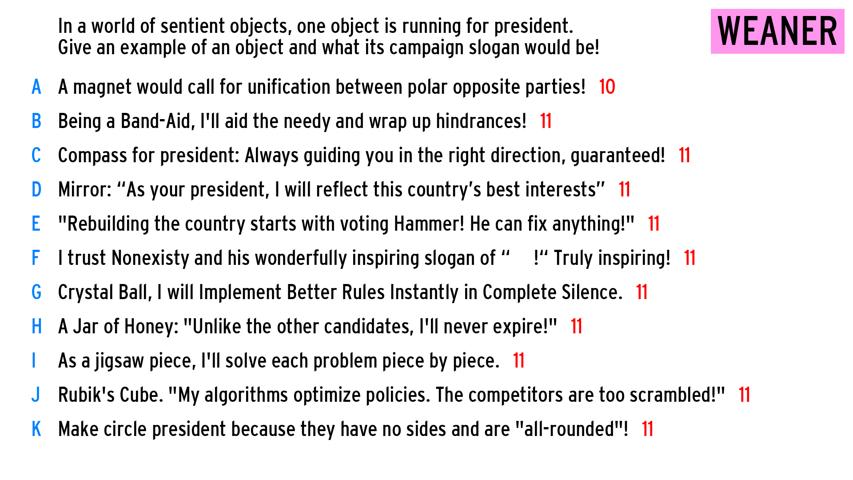 In a world of sentient objects, one object is running for president.
Give an example of an object and what its campaign slogan would be!
WEANER
A A magnet would call for unification between polar opposite parties! 10
B Being a Band-Aid, I'll aid the needy and wrap up hindrances! 11
C Compass for president: Always guiding you in the right direction, guaranteed! 11
D Mirror: “As your president, I will reflect this country’s best interests” 11
E "Rebuilding the country starts with voting Hammer! He can fix anything!" 11
F I trust Nonexisty and his wonderfully inspiring slogan of “ !“ Truly inspiring! 11
G Crystal Ball, I will Implement Better Rules Instantly in Complete Silence. 11
H A Jar of Honey: "Unlike the other candidates, I'll never expire!" 11
I As a jigsaw piece, I'll solve each problem piece by piece. 11
J Rubik's Cube. "My algorithms optimize policies. The competitors are too scrambled!" 11
K Make circle president because they have no sides and are "all-rounded"! 11